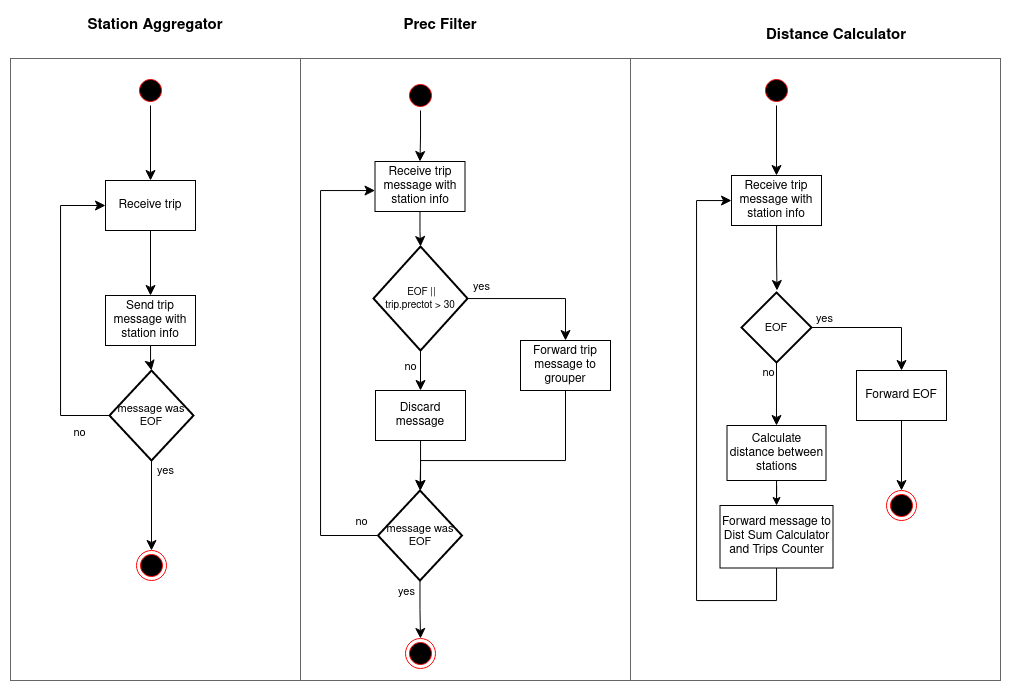 Station Aggregator
Prec Filter
Distance Calculator
Receive trip
Send trip
message with
station info
message was
EOF
no
yes
Receive trip
message with
station info
EOF ||
trip.prectot > 30
yes
no
Forward trip
message to
grouper
Discard
message
message was
EOF
no
yes
Receive trip
message with
station info
EOF
yes
no
Forward EOF
Calculate
distance between
stations
Forward message to
Dist Sum Calculator
and Trips Counter